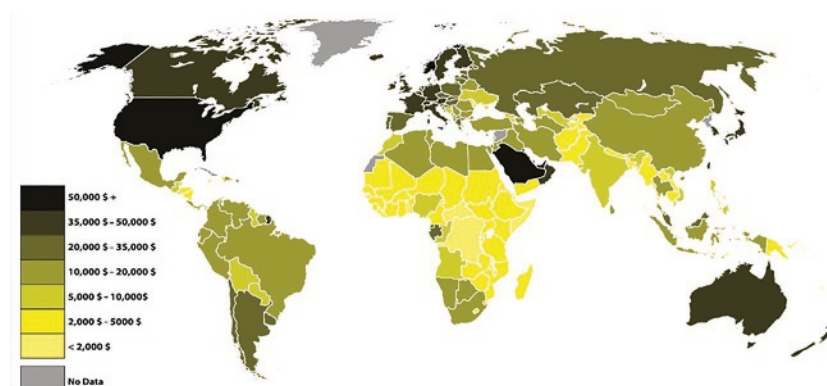 50,000 $ +
35,000 $ – 50,000 $
20,000 $ – 35,000 $
10,000 $ – 20,000 $
5,000 $ – 10,000$
2,000 $ - 5000 $
< 2,000 $
No Data